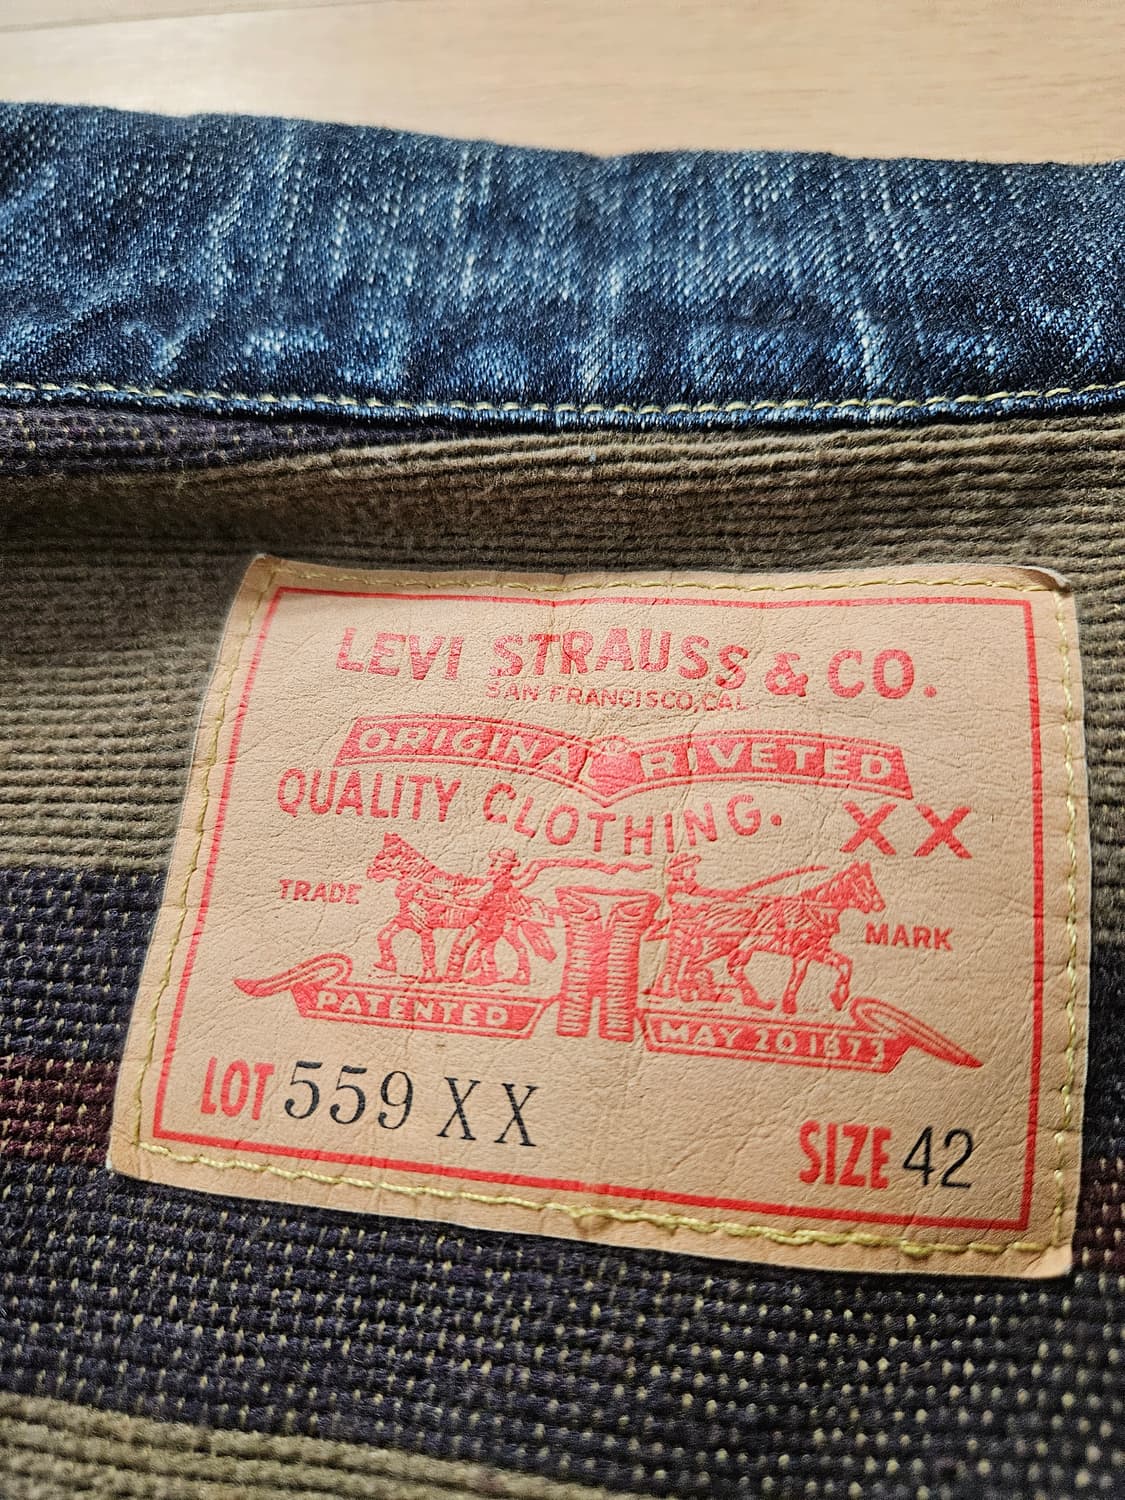 LEVI STRAUSS & CO.
SAN FRANCISCO, CAL
ORIGINAL RIVETED
QUALITY CLOTHING. XX
TRADE MARK
PATENTED MAY 20 1873
LOT 559 XX SIZE 42